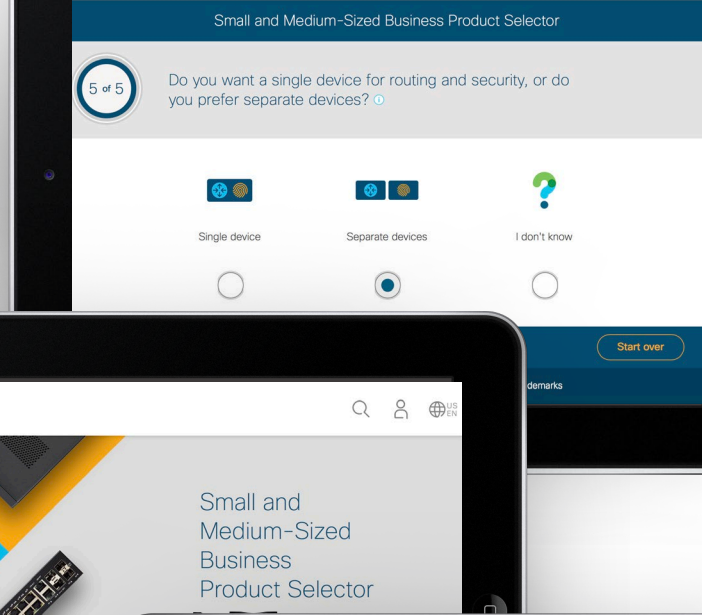 Small and Medium-Sized Business Product Selector
5 of 5
Do you want a single device for routing and security, or do
you prefer separate devices?
Single device
Separate devices
I don't know
Start over
demarks
US
EN
Small and
Medium-Sized
Business
Product Selector